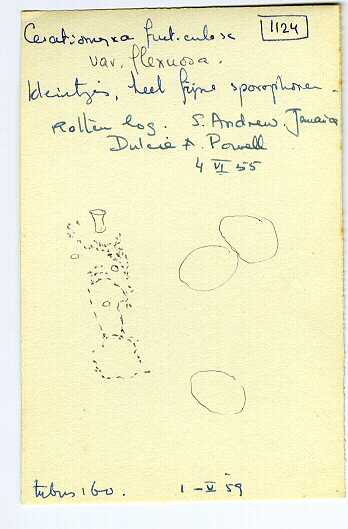 Ceratiomyxa fruticulosa
1124
var. flexuosa.
heel fijne sporophoren
Rotten log. S. Andrew. Jamaica
Dulcie A. Powell
4 VI 55
tubus 160. 1 – V 59